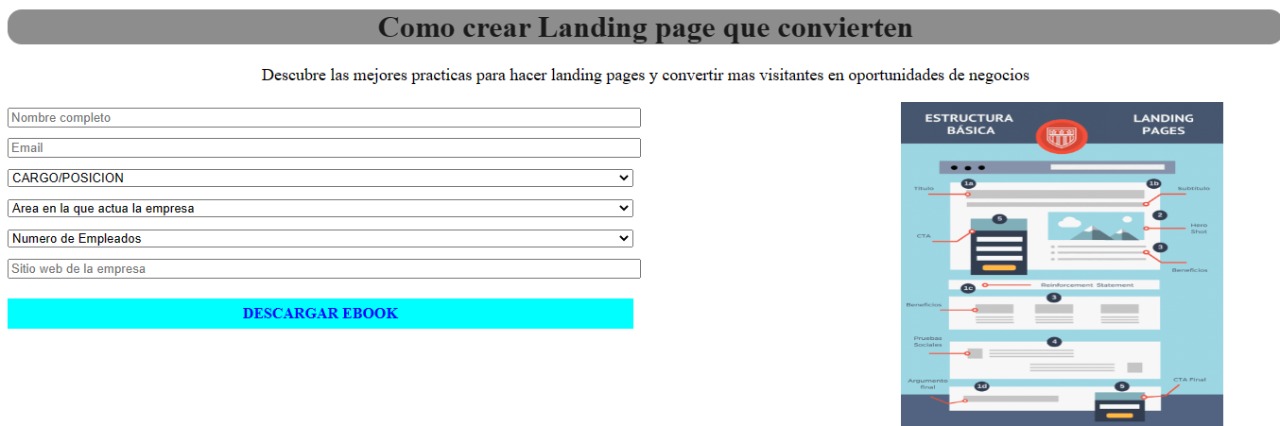 Como crear Landing page que convierten
Descubre las mejores practicas para hacer landing pages y convertir mas visitantes en oportunidades de negocios
Nombre completo
Email
CARGO/POSICION
Area en la que actua la empresa
Numero de Empleados
Sitio web de la empresa
DESCARGAR EBOOK
ESTRUCTURA
BÁSICA
LANDING
PAGES
1a
1b
Título
Subtítulo
5
2
CTA
Hero
Shot
3
Beneficios
1c
Reinforcement Statement
3
Beneficios
Pruebas
Sociales
4
Argumento
final
1d
5
CTA Final